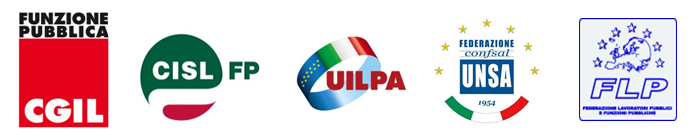 FUNZIONE
PUBBLICA
CGIL
CISL FP
UILPA
FEDERAZIONE
confsal
UNSA
1954
FLP
FEDERAZIONE LAVORATORI PUBBLICI
E FUNZIONI PUBBLICHE